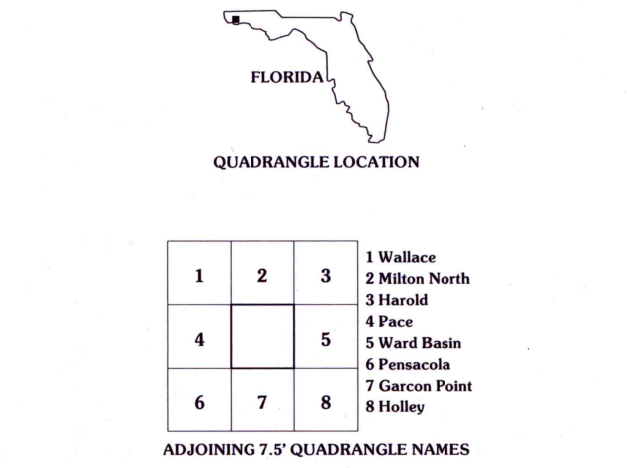 FLORIDA
QUADRANGLE LOCATION
1 2 3
4 5
6 7 8
1 Wallace
2 Milton North
3 Harold
4 Pace
5 Ward Basin
6 Pensacola
7 Garcon Point
8 Holley
ADJOINING 7.5' QUADRANGLE NAMES